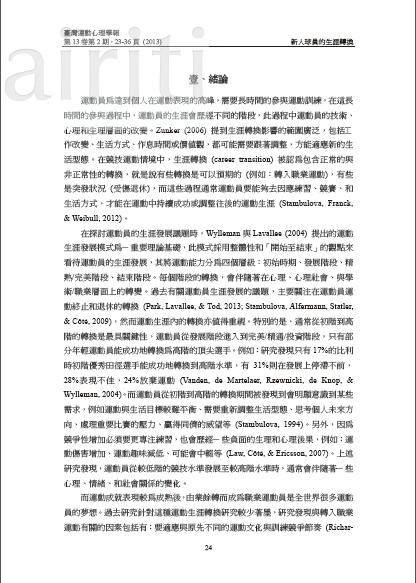 臺灣運動心理學報
第 13 卷第 2 期，23-36 頁 (2013)
新人球員的生涯轉換
airiti
壹、緒論
運動員為達到個人在運動表現的高峰，需要長時間的參與運動訓練，在這長
時間的參與過程中，運動員的生涯會歷經不同的階段，此過程中運動員的技術、
心理和生理層面的改變。Zunker (2006) 提到生涯轉換影響的範圍廣泛，包括工
作改變、生活方式、作息時間或價值觀，都可能需要跟著調整，方能適應新的生
活型態。在競技運動情境中，生涯轉換 (career transition) 被認為包含正常的與
非正常性的轉換，就是說有些轉換是可以預期的 (例如：轉入職業運動)，有些
是突發狀況 (受傷退休)，而這些過程通常運動員要能夠去因應練習、競賽、和
生活方式，才能在運動中持續成功或調整往後的運動生涯 (Stambulova, Franck,
& Weibull, 2012)。
在探討運動員的生涯發展議題時，Wylleman 與 Lavallee (2004) 提出的運動
生涯發展模式為一重要理論基礎，此模式採用整體性和「開始至結束」的觀點來
看待運動員的生涯發展，其將運動能力分為四個層級：初始時期、發展階段、精
熟/完美階段、結束階段。每個階段的轉換，會伴隨著在心理、心理社會、與學
術/職業層面上的轉變。過去有關運動員生涯發展的議題，主要關注在運動員運
動終止和退休的轉換 (Park, Lavallee, & Tod, 2013; Stambulova, Alfermann, Statler,
& Côté, 2009)，然而運動生涯內的轉換亦值得重視。特別的是，通常從初階到高
階的轉換是最具關鍵性，運動員從發展階段進入到完美/精通/投資階段，只有部
分年輕運動員能成功地轉換為高階的頂尖選手。例如：研究發現只有 17%的比利
時初階優秀田徑選手能成功地轉換到高階水準，有 31%則在發展上停滯不前，
28%表現不佳，24%放棄運動 (Vanden, de Martelaer, Rzewnicki, de Knop, &
Wylleman, 2004)。而運動員從初階到高階的轉換期間被發現到會明顯意識到某些
需求，例如運動與生活目標較難平衡、需要重新調整生活型態、思考個人未來方
向、處理重要比賽的壓力、贏得同儕的威望等 (Stambulova, 1994)。另外，因為
競爭性增加必須要更專注練習，也會歷經一些負面的生理和心理後果，例如：運
動傷害增加、運動趣味減低、可能會中輟等 (Law, Côté, & Ericsson, 2007)。上述
研究發現，運動員從較低階的競技水準發展至較高階水準時，通常會伴隨著一些
心理、情緒、和社會關係的變化。
而運動成就表現較為成熟後，由業餘轉而成為職業運動員是全世界很多運動
員的夢想。過去研究針對這種運動生涯轉換研究較少著墨，研究發現與轉入職業
運動有關的因素包括有：要適應與原先不同的運動文化與訓練競爭節奏 (Richar-
24